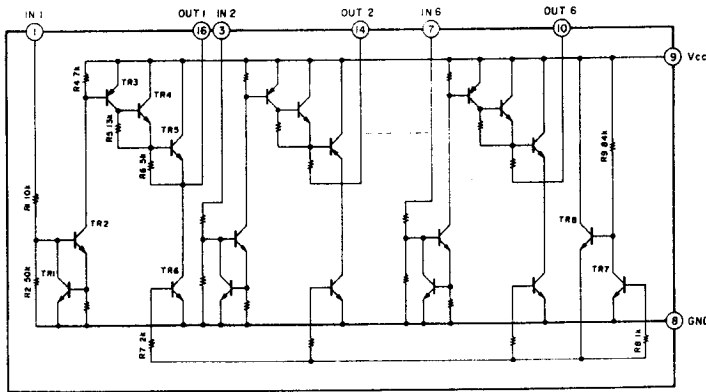 IN 1
OUT 1
IN 2
OUT 2
IN 6
OUT 6
1
16
3
14
7
10
9
Vcc
R4 7k
TR3
TR4
R5 13k
TR5
R6 5k
R9 84k
R1 10k
TR2
TR8
R2 50k
TR1
TR6
TR7
8
GND
R7 2k
R8 1k